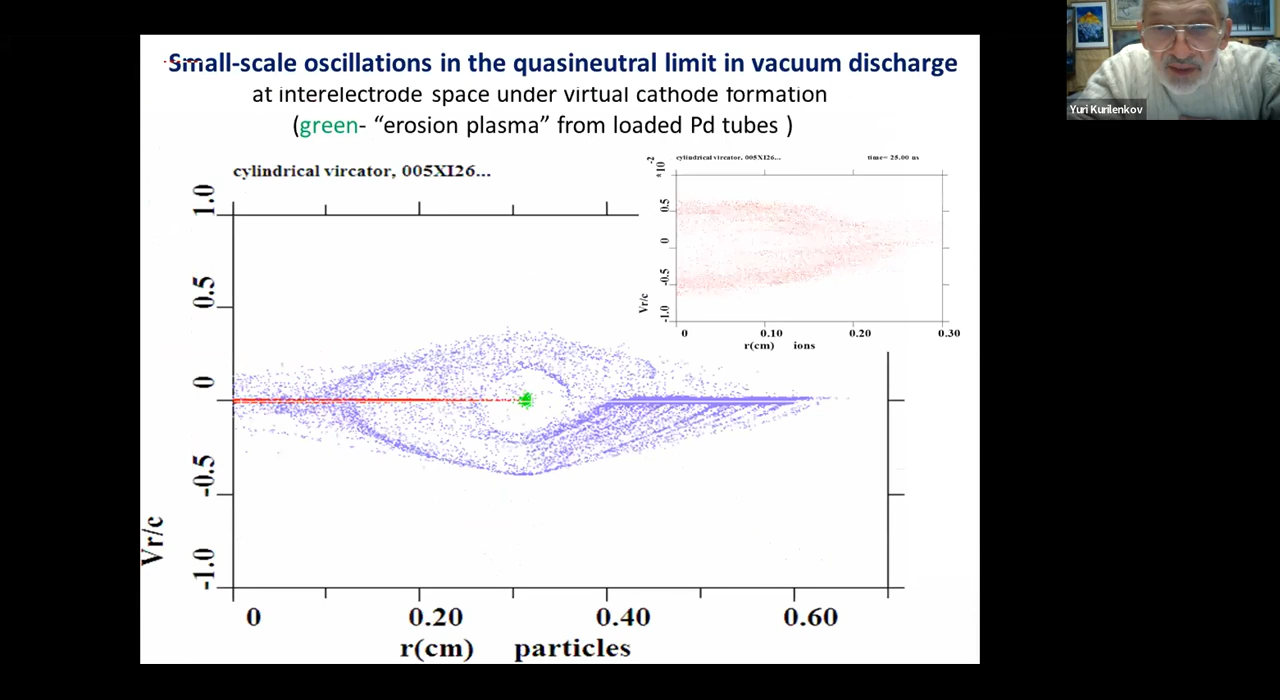 Small-scale oscillations in the quasineutral limit in vacuum discharge
at interelectrode space under virtual cathode formation
(green- “erosion plasma” from loaded Pd tubes )
Yuri Kurilenkov
cylindrical vircator, 005XI26...
1.0
0.5
0
-0.5
-1.0
Vr/c
0 0.20 0.40 0.60
r(cm) particles
cylindrical vircator, 005XI26... time= 25.00 ns
*10 -2
0.5
0
-0.5
-1.0
Vr/c
0 0.10 0.20 0.30
r(cm) ions